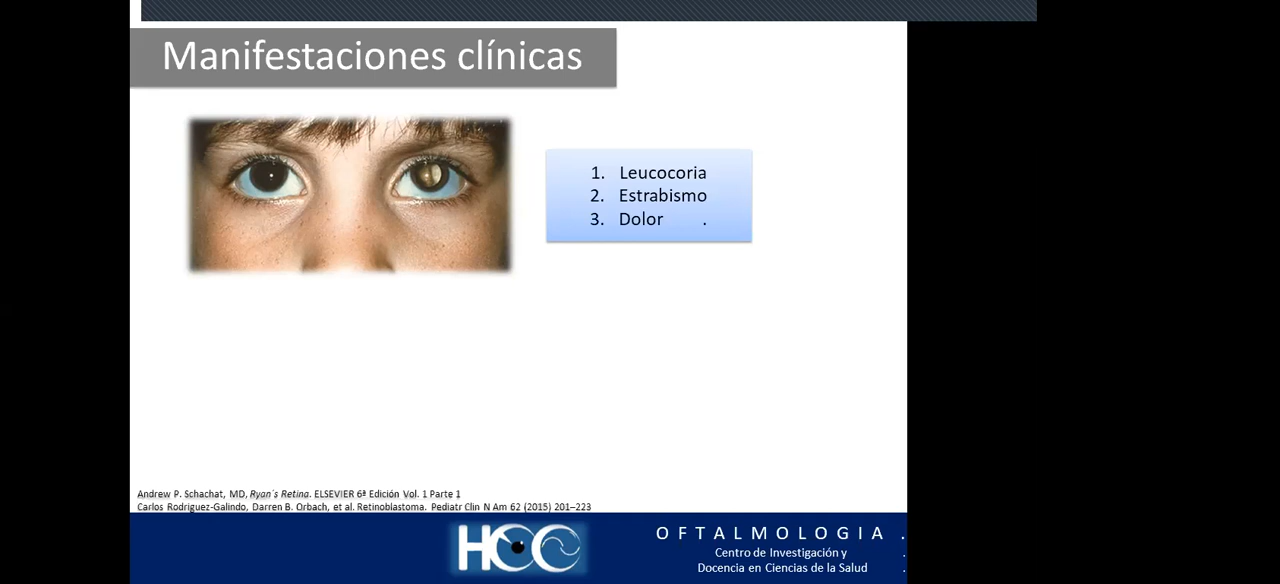 Manifestaciones clínicas
1. Leucocoria
2. Estrabismo
3. Dolor .
Andrew P. Schachat, MD, Ryan´s Retina. ELSEVIER 6ª Edición Vol. 1 Parte 1
Carlos Rodriguez-Galindo, Darren B. Orbach, et al. Retinoblastoma. Pediatr Clin N Am 62 (2015) 201–223
HCC
OFTALMOLOGIA .
Centro de Investigación y .
Docencia en Ciencias de la Salud .